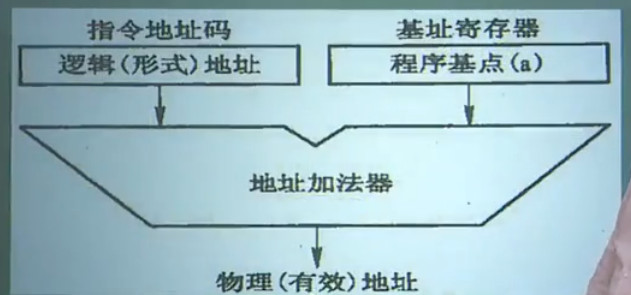 指令地址码
基址寄存器
逻辑(形式)地址
程序基点(a)
地址加法器
物理(有效)地址